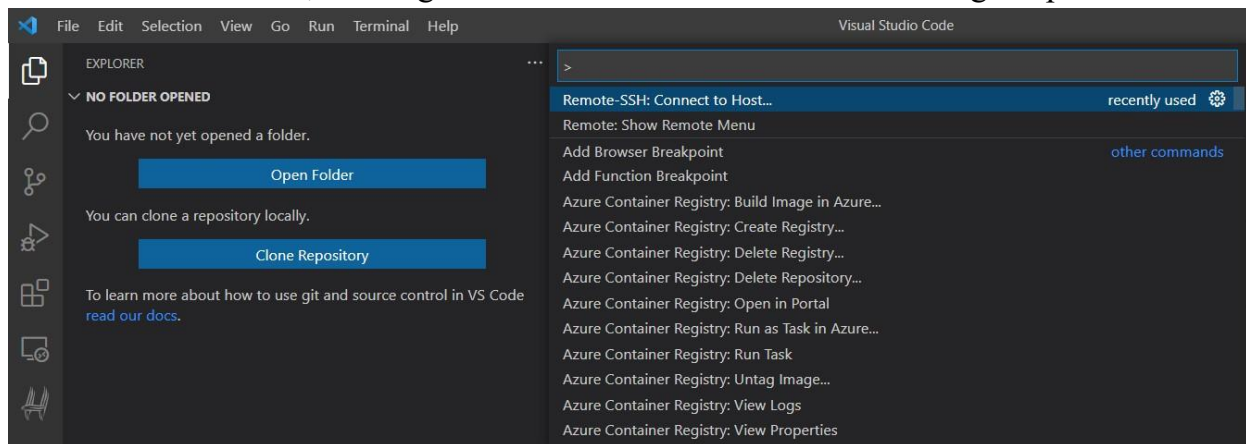 File Edit Selection View Go Run Terminal Help
Visual Studio Code
EXPLORER
NO FOLDER OPENED
You have not yet opened a folder.
Open Folder
You can clone a repository locally.
Clone Repository
To learn more about how to use git and source control in VS Code
read our docs.
>
Remote-SSH: Connect to Host... recently used
Remote: Show Remote Menu
Add Browser Breakpoint other commands
Add Function Breakpoint
Azure Container Registry: Build Image in Azure...
Azure Container Registry: Create Registry...
Azure Container Registry: Delete Registry...
Azure Container Registry: Delete Repository...
Azure Container Registry: Open in Portal
Azure Container Registry: Run as Task in Azure...
Azure Container Registry: Run Task
Azure Container Registry: Untag Image...
Azure Container Registry: View Logs
Azure Container Registry: View Properties